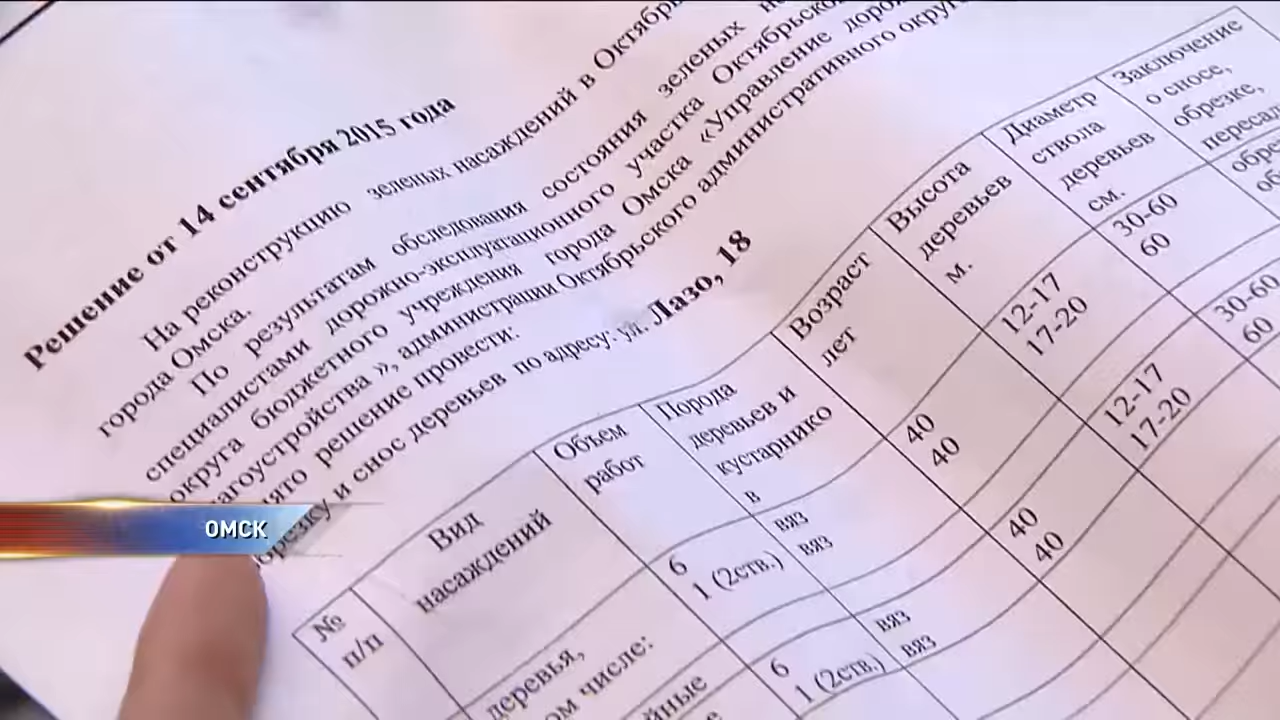 Решение от 14 сентября 2015 года
На реконструкцию зеленых насаждений в
города Омска.
По результатам обследования состояния зеленых
специалистами дорожно-эксплуатационного участка
округа бюджетного учреждения города Омска «Управление
», администрации Октябрьского административного
решение провести:
и снос деревьев по адресу: ул. Лазо, 18
№ п/п
Вид насаждений
Объем работ
Порода деревьев и кустарнико в
Возраст лет
Высота деревьев м.
Диаметр ствола деревьев см.
Заключение о сносе, обрезке,
деревья,
числе:
6 вяз 40 12-17 30-60
1 (2ств.) вяз 40 17-20 60
6 вяз 40 12-17 30-60
1 (2ств.) вяз 40 17-20 60
ОМСК